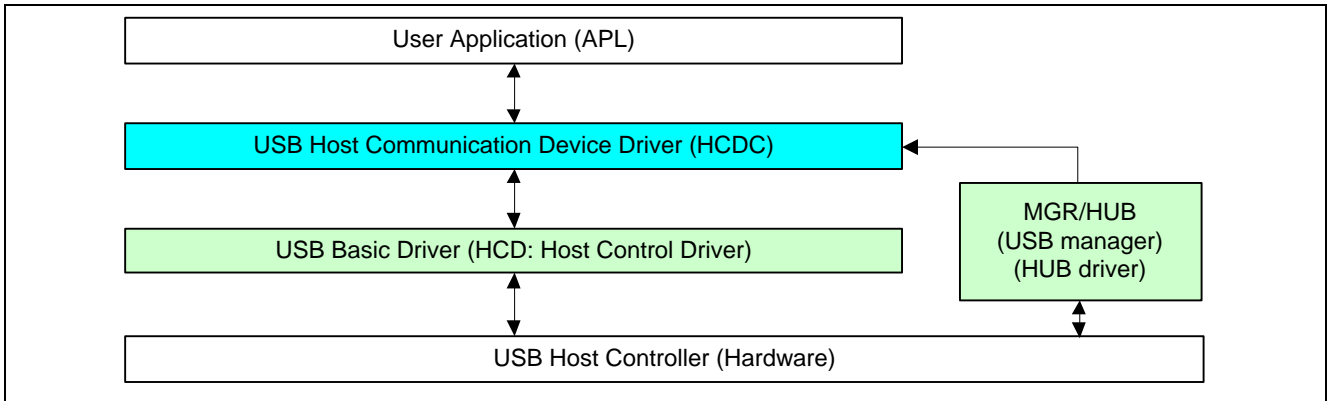 User Application (APL)
USB Host Communication Device Driver (HCDC)
USB Basic Driver (HCD: Host Control Driver)
MGR/HUB
(USB manager)
(HUB driver)
USB Host Controller (Hardware)